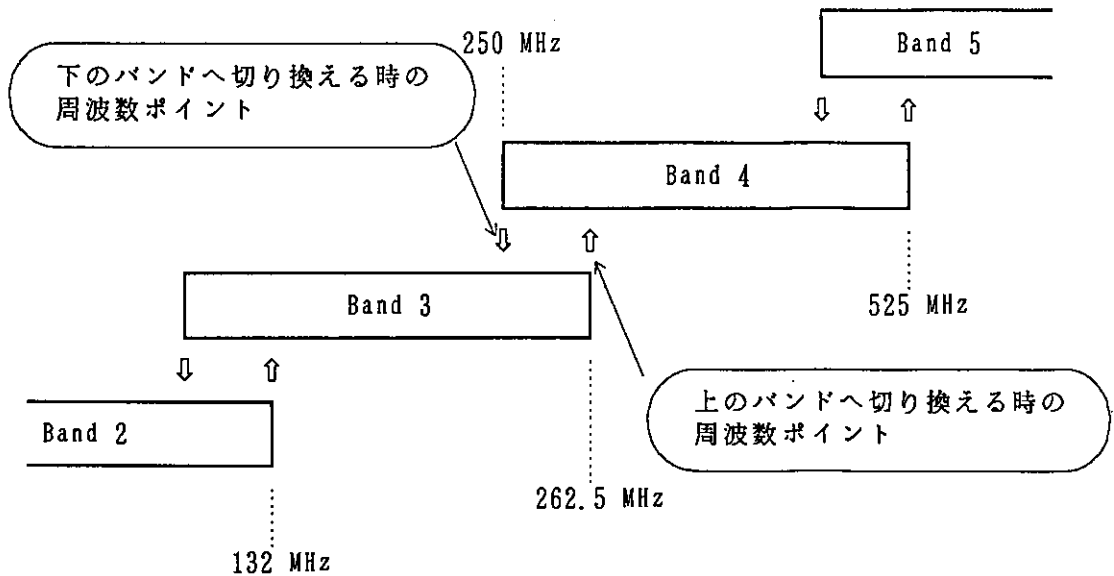 250 MHz
Band 5
下のバンドへ切り換える時の
周波数ポイント
Band 4
Band 3
525 MHz
上のバンドへ切り換える時の
周波数ポイント
Band 2
262.5 MHz
132 MHz